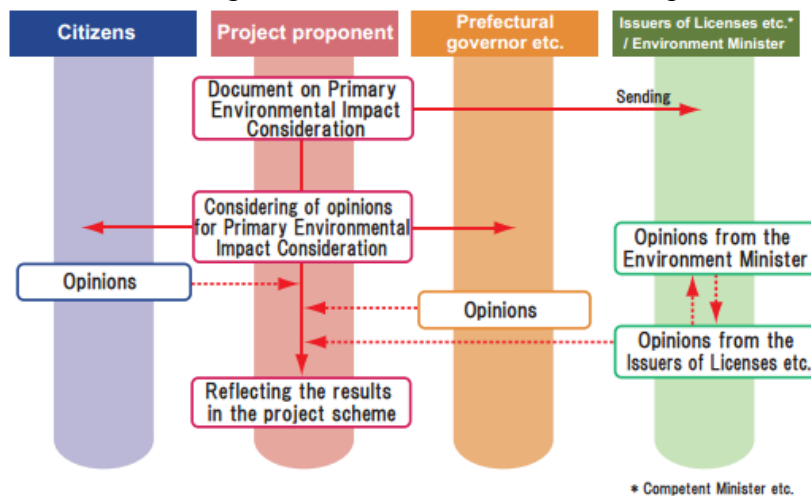 Citizens
Project proponent
Prefectural
governor etc.
Issuers of Licenses etc.*
/ Environment Minister
Document on Primary
Environmental Impact
Consideration
Sending
Considering of opinions
for Primary Environmental
Impact Consideration
Opinions from the
Environment Minister
Opinions
Opinions
Opinions from the
Issuers of Licenses etc.
Reflecting the results
in the project scheme
* Competent Minister etc.